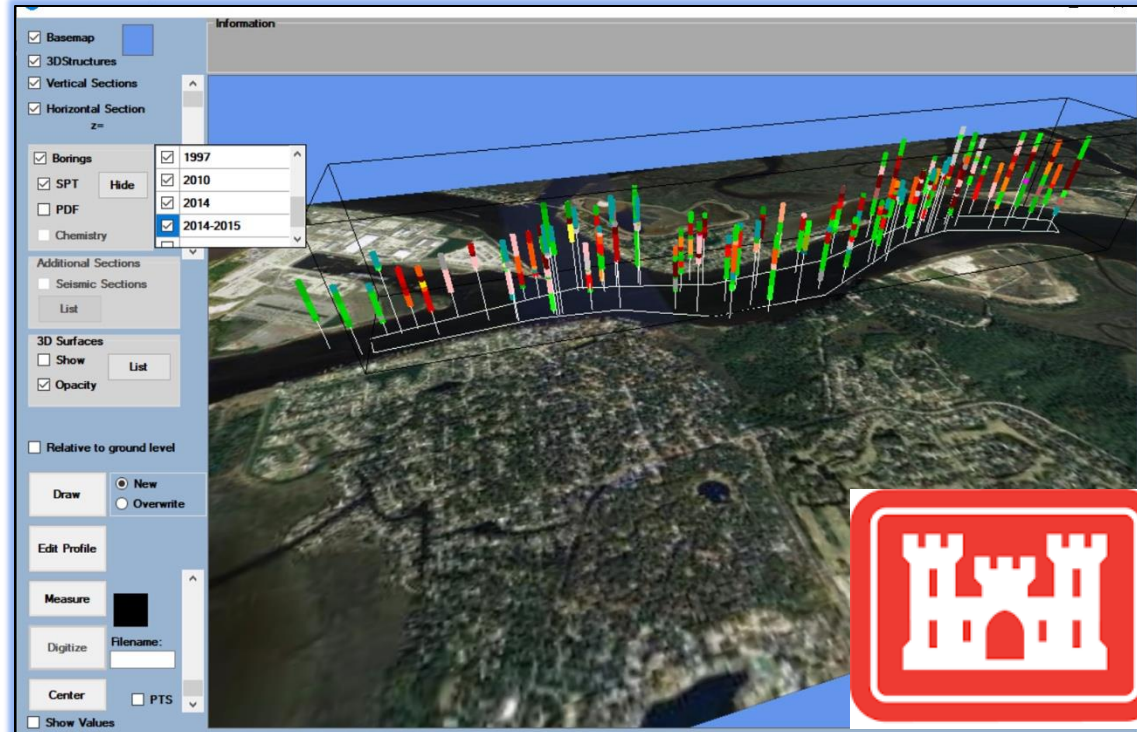 Information
Basemap
3DStructures
Vertical Sections
Horizontal Section
z=
Borings
SPT
Hide
PDF
Chemistry
1997
2010
2014
2014-2015
Additional Sections
Seismic Sections
List
3D Surfaces
Show
List
Opacity
Relative to ground level
Draw
New
Overwrite
Edit Profile
Measure
Digitize
Filename:
Center
PTS
Show Values